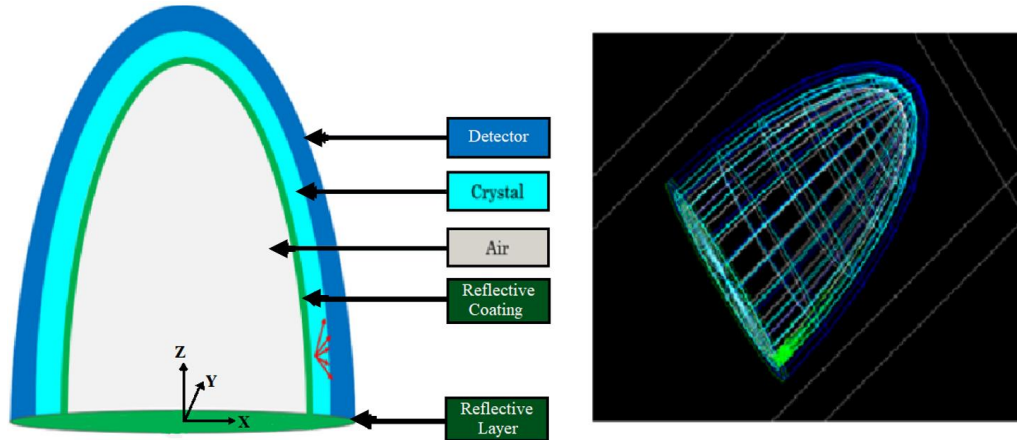 Detector
Crystal
Air
Reflective
Coating
Z
Y
X
Reflective
Layer